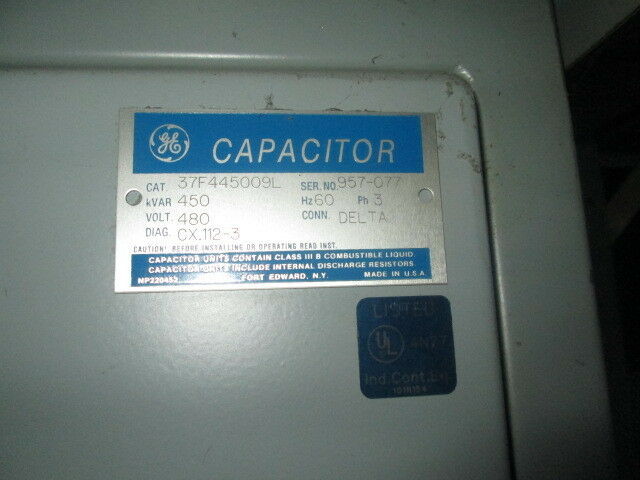 GE CAPACITOR
CAT. 37F445009L SER. NO. 957-077
kVAR 450 Hz 60 Ph 3
VOLT. 480 CONN. DELTA
DIAG. CX.112-3
CAUTION! BEFORE INSTALLING OR OPERATING READ INST.
CAPACITOR UNITS CONTAIN CLASS III B COMBUSTIBLE LIQUID
CAPACITOR UNITS INCLUDE INTERNAL DISCHARGE RESISTORS.
NP220452 FORT EDWARD, N.Y. MADE IN U.S.A.
LISTED
UL 4N77
Ind.Cont.Eq.